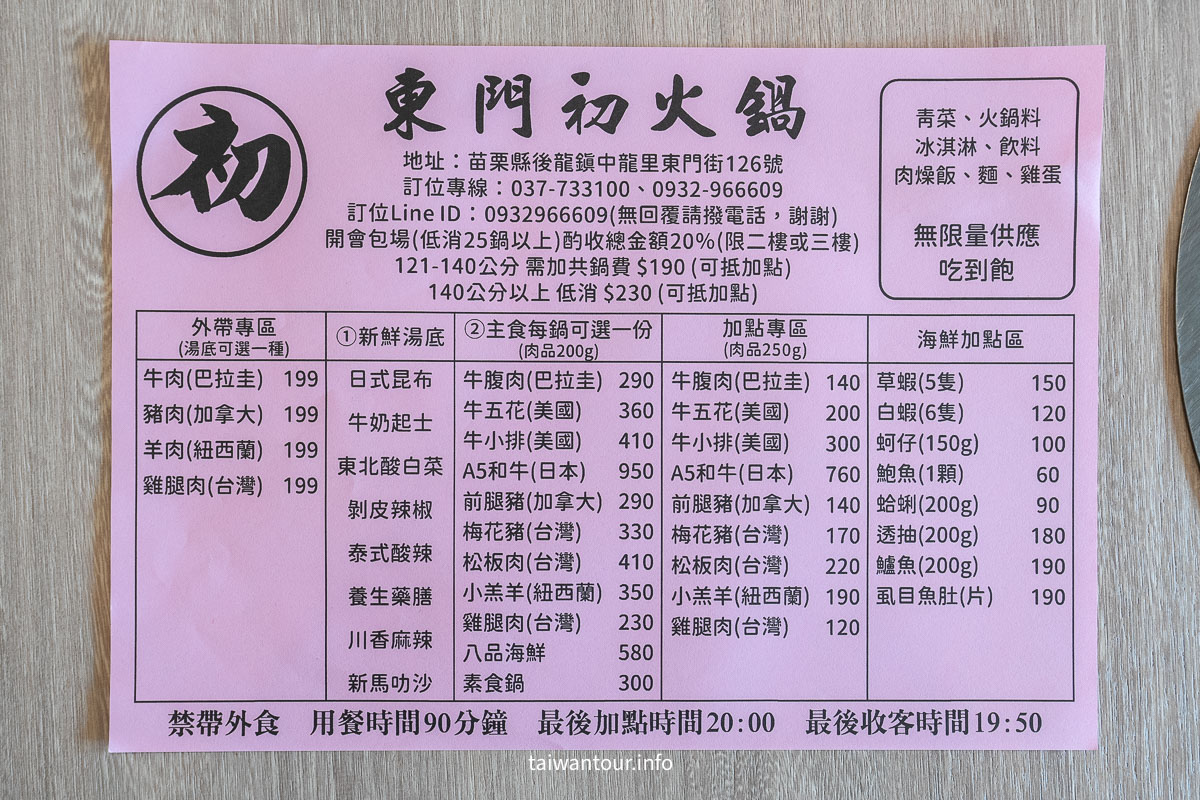 初
東門初火鍋
地址：苗栗縣後龍鎮中龍里東門街126號
訂位專線：037-733100、0932-966609
訂位Line ID：0932966609(無回覆請撥電話，謝謝)
開會包場(低消25鍋以上)酌收總金額20%(限二樓或三樓)
121-140公分 需加共鍋費 $190 (可抵加點)
140公分以上 低消 $230 (可抵加點)
青菜、火鍋料
冰淇淋、飲料
肉燥飯、麵、雞蛋
無限量供應
吃到飽
外帶專區
(湯底可選一種)
牛肉(巴拉圭) 199
豬肉(加拿大) 199
羊肉(紐西蘭) 199
雞腿肉(台灣) 199
①新鮮湯底
日式昆布
牛奶起士
東北酸白菜
剝皮辣椒
泰式酸辣
養生藥膳
川香麻辣
新馬叻沙
②主食每鍋可選一份
(肉品200g)
牛腹肉(巴拉圭) 290
牛五花(美國) 360
牛小排(美國) 410
A5和牛(日本) 950
前腿豬(加拿大) 290
梅花豬(台灣) 330
松板肉(台灣) 410
小羔羊(紐西蘭) 350
雞腿肉(台灣) 230
八品海鮮 580
素食鍋 300
加點專區
(肉品250g)
牛腹肉(巴拉圭) 140
牛五花(美國) 200
牛小排(美國) 300
A5和牛(日本) 760
前腿豬(加拿大) 140
梅花豬(台灣) 170
松板肉(台灣) 220
小羔羊(紐西蘭) 190
雞腿肉(台灣) 120
海鮮加點區
草蝦(5隻) 150
白蝦(6隻) 120
蚵仔(150g) 100
鮑魚(1顆) 60
蛤蜊(200g) 90
透抽(200g) 180
鱸魚(200g) 190
虱目魚肚(片) 190
禁帶外食 用餐時間90分鐘 最後加點時間20:00 最後收客時間19:50
taiwantour.info